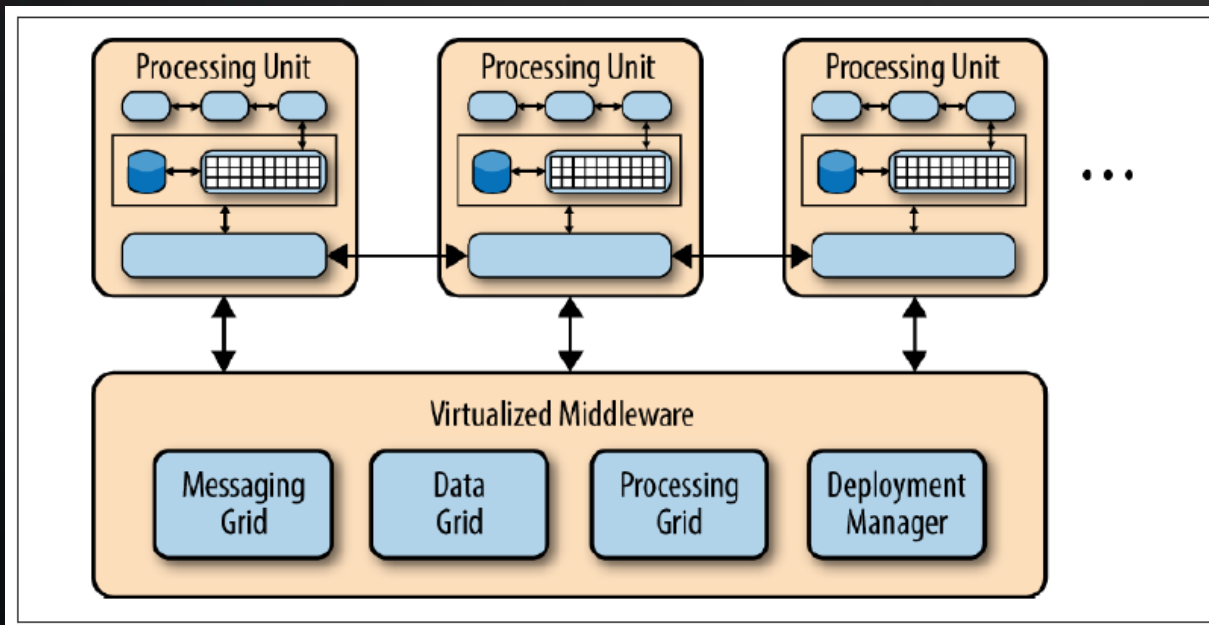 Processing Unit
Processing Unit
Processing Unit
...
Virtualized Middleware
Messaging
Grid
Data
Grid
Processing
Grid
Deployment
Manager